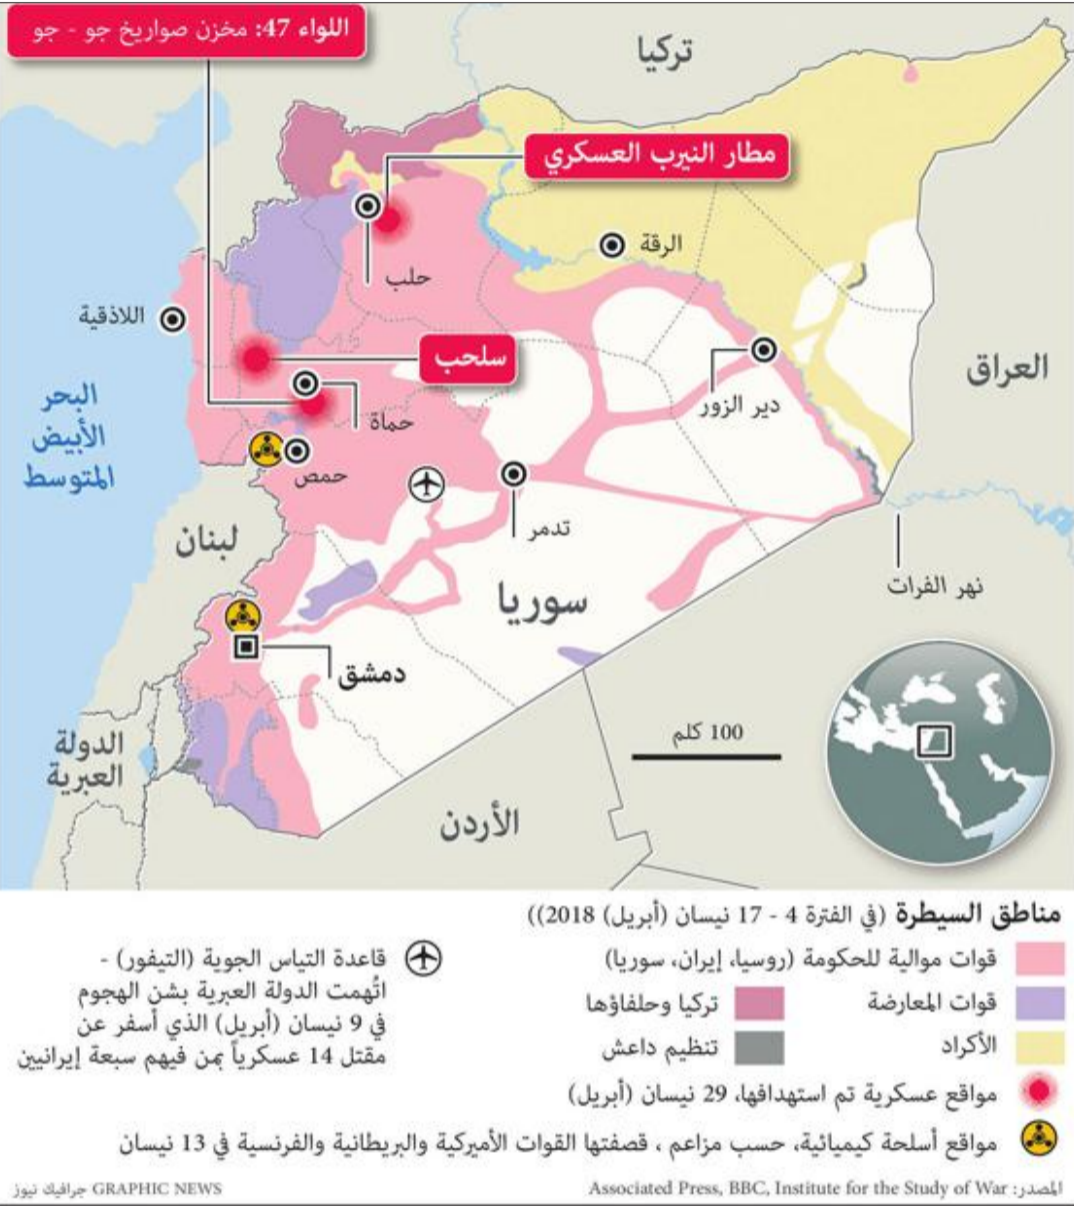 اللواء 47: مخزن صواريخ جو - جو
تركيا
مطار النيرب العسكري
الرقة
حلب
اللاذقية
سلحب
دير الزور
العراق
البحر
الأبيض
المتوسط
حماة
حمص
تدمر
لبنان
نهر الفرات
سوريا
دمشق
100 كلم
الدولة
العبرية
الأردن
مناطق السيطرة (في الفترة 4 - 17 نيسان (أبريل) 2018))
قوات موالية للحكومة (روسيا، إيران، سوريا)
قوات المعارضة
تركيا وحلفاؤها
الأكراد
تنظيم داعش
قاعدة التياس الجوية (التيفور) -
اتُهمت الدولة العبرية بشن الهجوم
في 9 نيسان (أبريل) الذي أسفر عن
مقتل 14 عسكرياً بمن فيهم سبعة إيرانيين
مواقع عسكرية تم استهدافها، 29 نيسان (أبريل)
مواقع أسلحة كيميائية، حسب مزاعم ، قصفتها القوات الأميركية والبريطانية والفرنسية في 13 نيسان
المصدر: Associated Press, BBC, Institute for the Study of War
GRAPHIC NEWS جرافيك نيوز